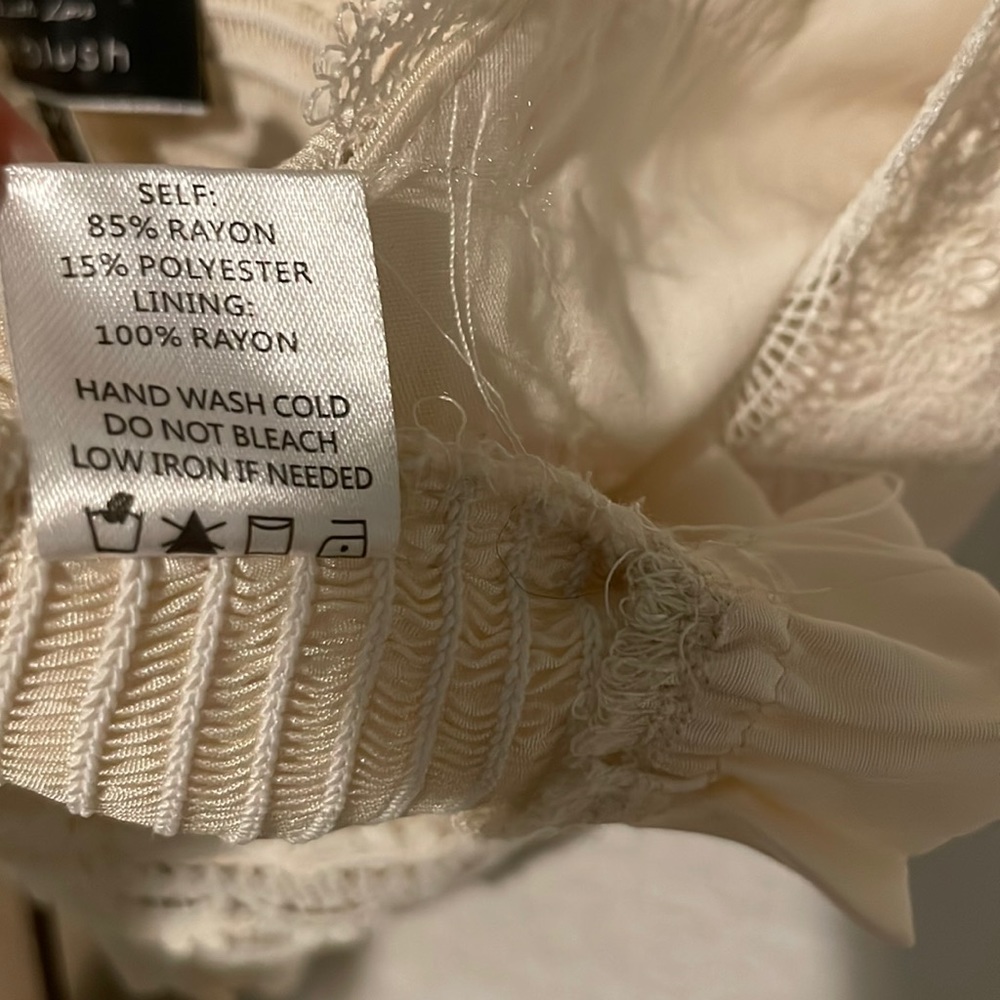 blush
SELF:
85% RAYON
15% POLYESTER
LINING:
100% RAYON
HAND WASH COLD
DO NOT BLEACH
LOW IRON IF NEEDED